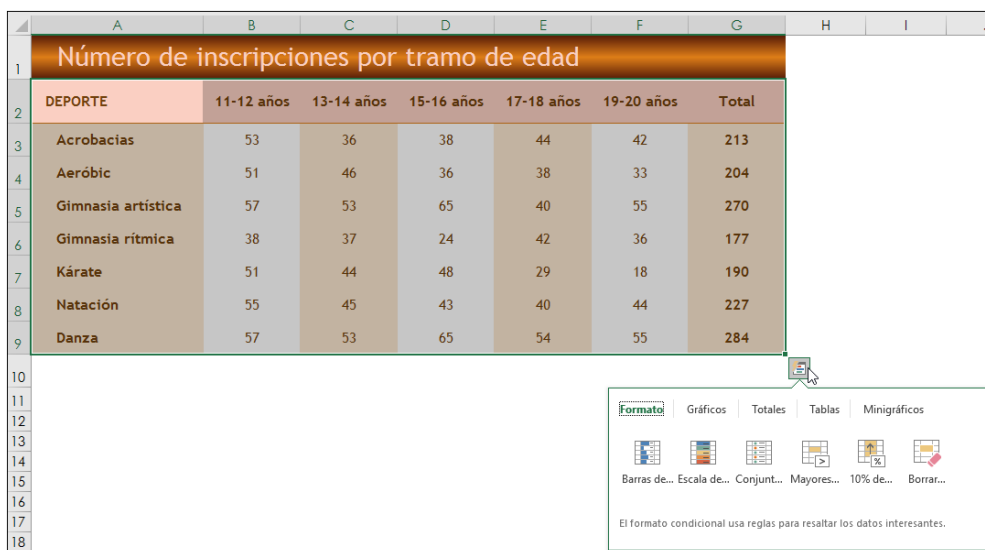 A B C D E F G H I
1 Número de inscripciones por tramo de edad
2 DEPORTE 11-12 años 13-14 años 15-16 años 17-18 años 19-20 años Total
3 Acrobacias 53 36 38 44 42 213
4 Aeróbic 51 46 36 38 33 204
5 Gimnasia artística 57 53 65 40 55 270
6 Gimnasia rítmica 38 37 24 42 36 177
7 Kárate 51 44 48 29 18 190
8 Natación 55 45 43 40 44 227
9 Danza 57 53 65 54 55 284
10
11
Formato Gráficos Totales Tablas Minigráficos
12
13
14
15
Barras de... Escala de... Conjunt... Mayores... 10% de... Borrar...
16
17
El formato condicional usa reglas para resaltar los datos interesantes.
18